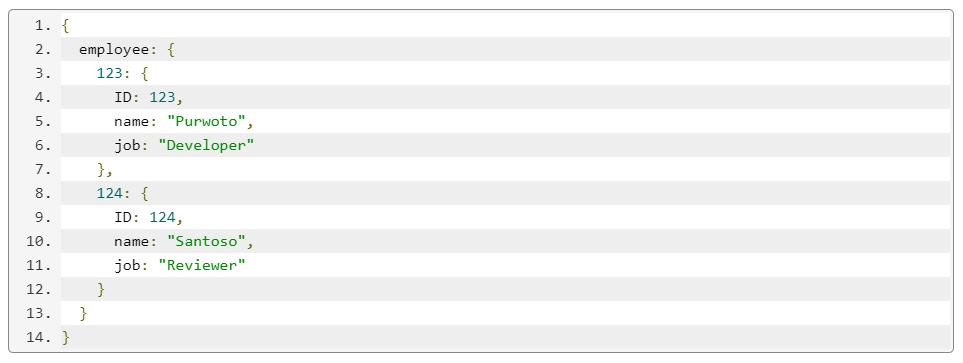 1. {
2.   employee: {
3.     123: {
4.       ID: 123,
5.       name: "Purwoto",
6.       job: "Developer"
7.     },
8.     124: {
9.       ID: 124,
10.       name: "Santoso",
11.       job: "Reviewer"
12.     }
13.   }
14. }